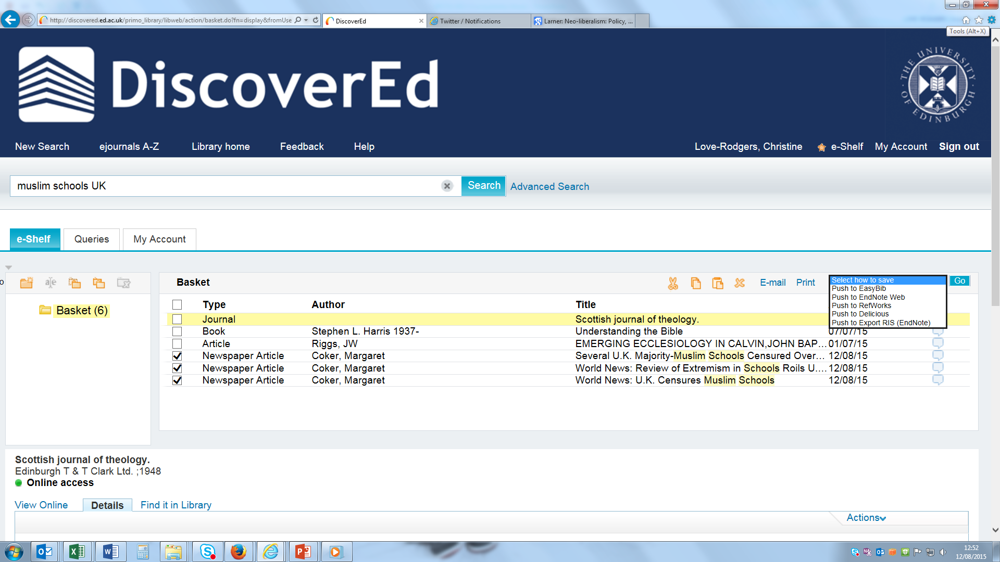 http://discovered.ed.ac.uk/primo_library/libweb/action/basket.do?fn=display&fromUse
DiscoverEd
Twitter / Notifications
Larner: Neo-liberalism: Policy, ...
Tools (Alt+X)
DiscoverEd
THE UNIVERSITY OF EDINBURGH
New Search ejournals A-Z Library home Feedback Help Love-Rodgers, Christine e-Shelf My Account Sign out
muslim schools UK Search Advanced Search
e-Shelf Queries My Account
Basket E-mail Print Go
Select how to save
Push to EasyBib
Push to EndNote Web
Push to RefWorks
Push to Delicious
Push to Export RIS (EndNote)
Basket (6)
Type Author Title
Journal Scottish journal of theology.
Book Stephen L. Harris 1937- Understanding the Bible 07/07/15
Article Riggs, JW EMERGING ECCLESIOLOGY IN CALVIN,JOHN BAP... 01/07/15
Newspaper Article Coker, Margaret Several U.K. Majority-Muslim Schools Censured Over... 12/08/15
Newspaper Article Coker, Margaret World News: Review of Extremism in Schools Roils U.... 12/08/15
Newspaper Article Coker, Margaret World News: U.K. Censures Muslim Schools 12/08/15
Scottish journal of theology.
Edinburgh T & T Clark Ltd. ;1948
Online access
View Online Details Find it in Library
Actions
12:52
12/08/2015